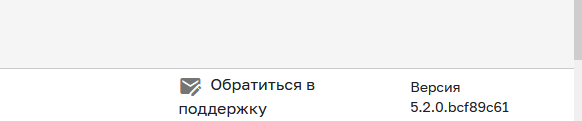 Обратиться в
поддержку
Версия
5.2.0.bcf89c61